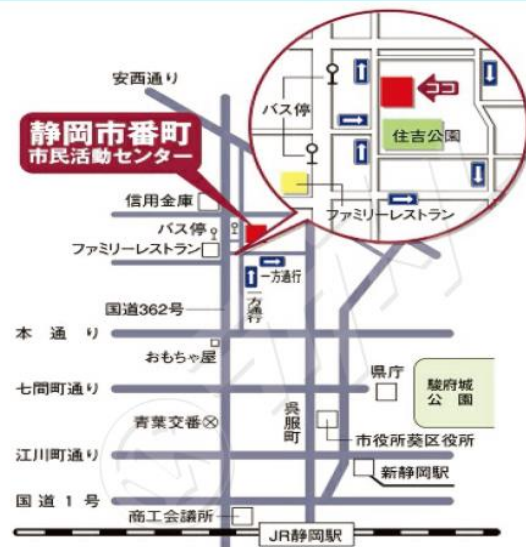 安西通り
静岡市番町
市民活動センター
バス停
ココ
住吉公園
ファミリーレストラン
信用金庫
バス停
ファミリーレストラン
一方通行
一方通行
国道362号
本通り
おもちゃ屋
七間町通り
県庁
駿府城
公園
呉服町
青葉交番
市役所葵区役所
江川町通り
新静岡駅
国道1号
商工会議所
JR静岡駅